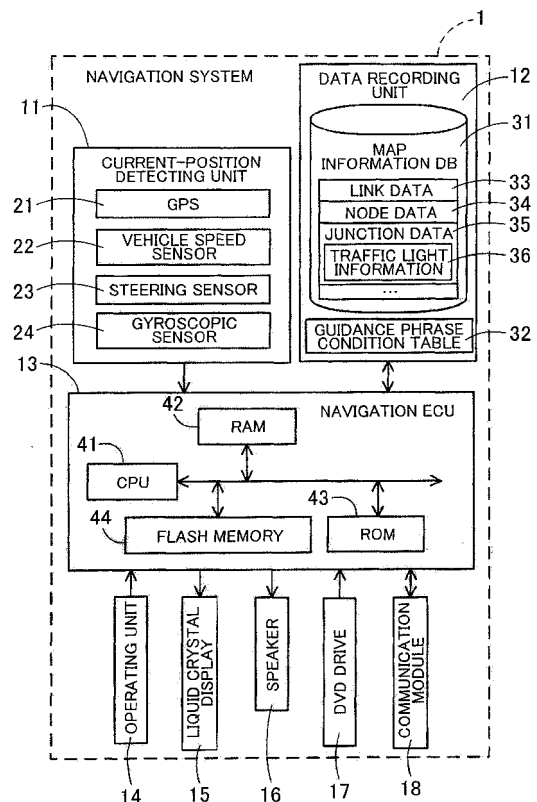 1
NAVIGATION SYSTEM
DATA RECORDING
UNIT
12
11
31
MAP
INFORMATION DB
CURRENT-POSITION
DETECTING UNIT
LINK DATA
33
21
GPS
NODE DATA
34
JUNCTION DATA
35
22
VEHICLE SPEED
SENSOR
TRAFFIC LIGHT
INFORMATION
36
23
STEERING SENSOR
...
24
GYROSCOPIC
SENSOR
GUIDANCE PHRASE
CONDITION TABLE
32
13
42
NAVIGATION ECU
RAM
41
CPU
43
44
FLASH MEMORY
ROM
OPERATING UNIT
LIQUID CRYSTAL
DISPLAY
SPEAKER
DVD DRIVE
COMMUNICATION
MODULE
14
15
16
17
18